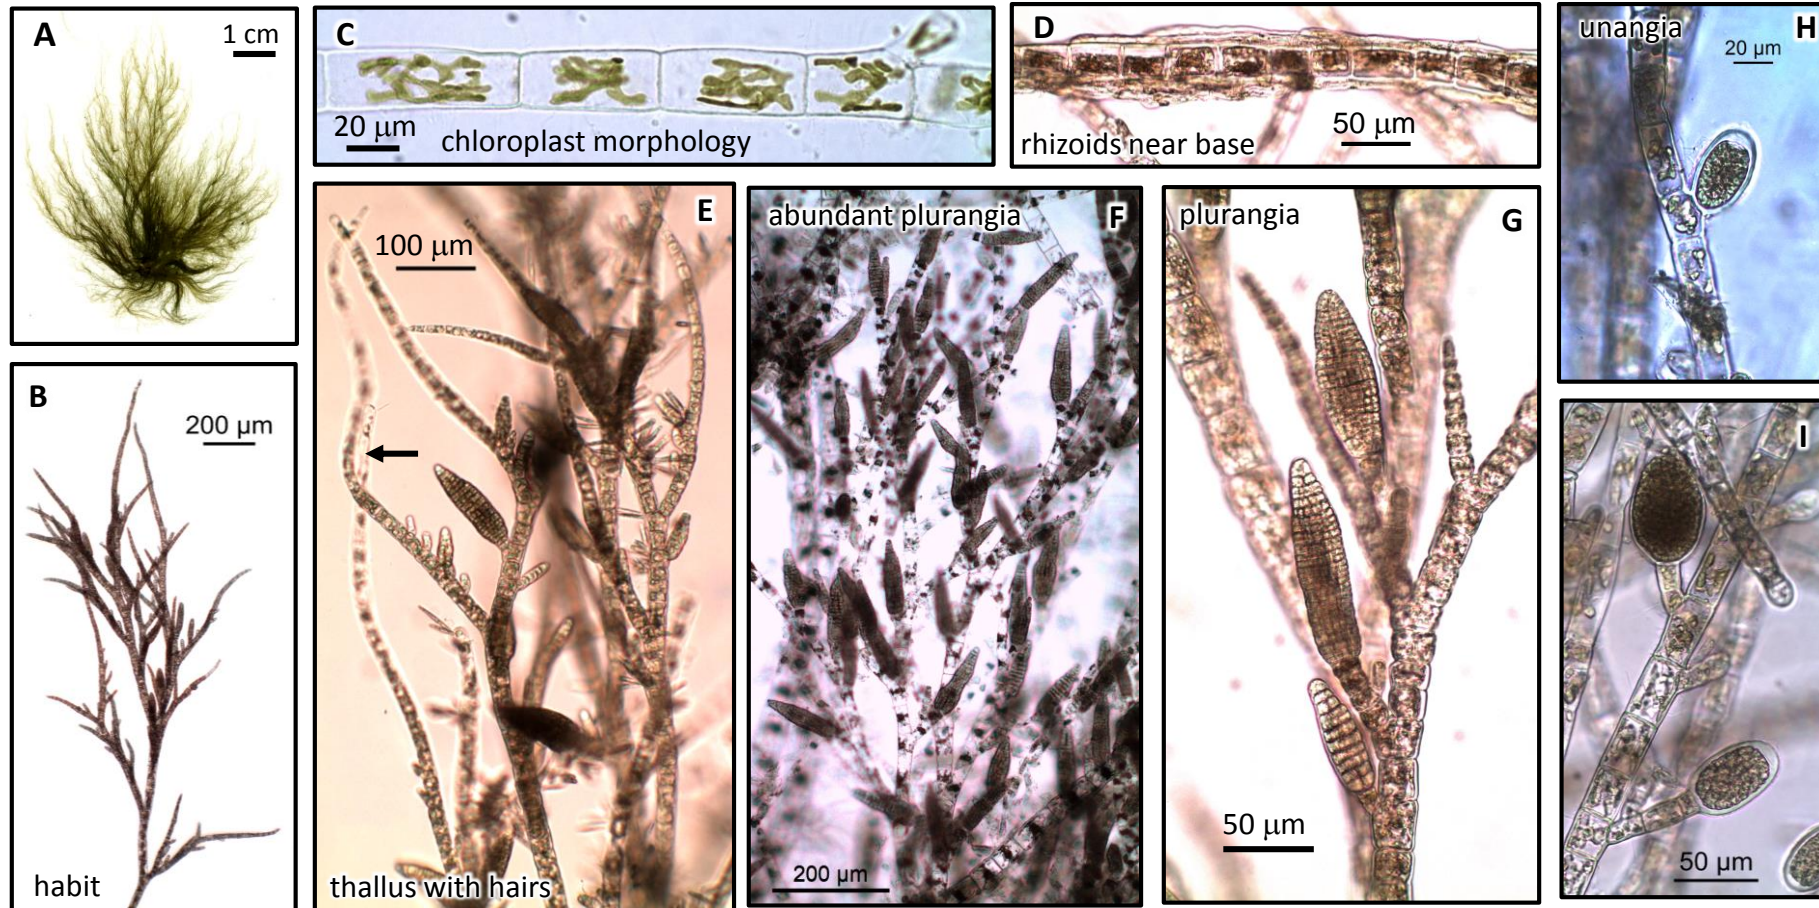 A
1 cm
B
200 µm
habit
C
20 µm
chloroplast morphology
D
50 µm
rhizoids near base
E
100 µm
thallus with hairs
F
abundant plurangia
200 µm
G
plurangia
50 µm
H
unangia
20 µm
I
50 µm